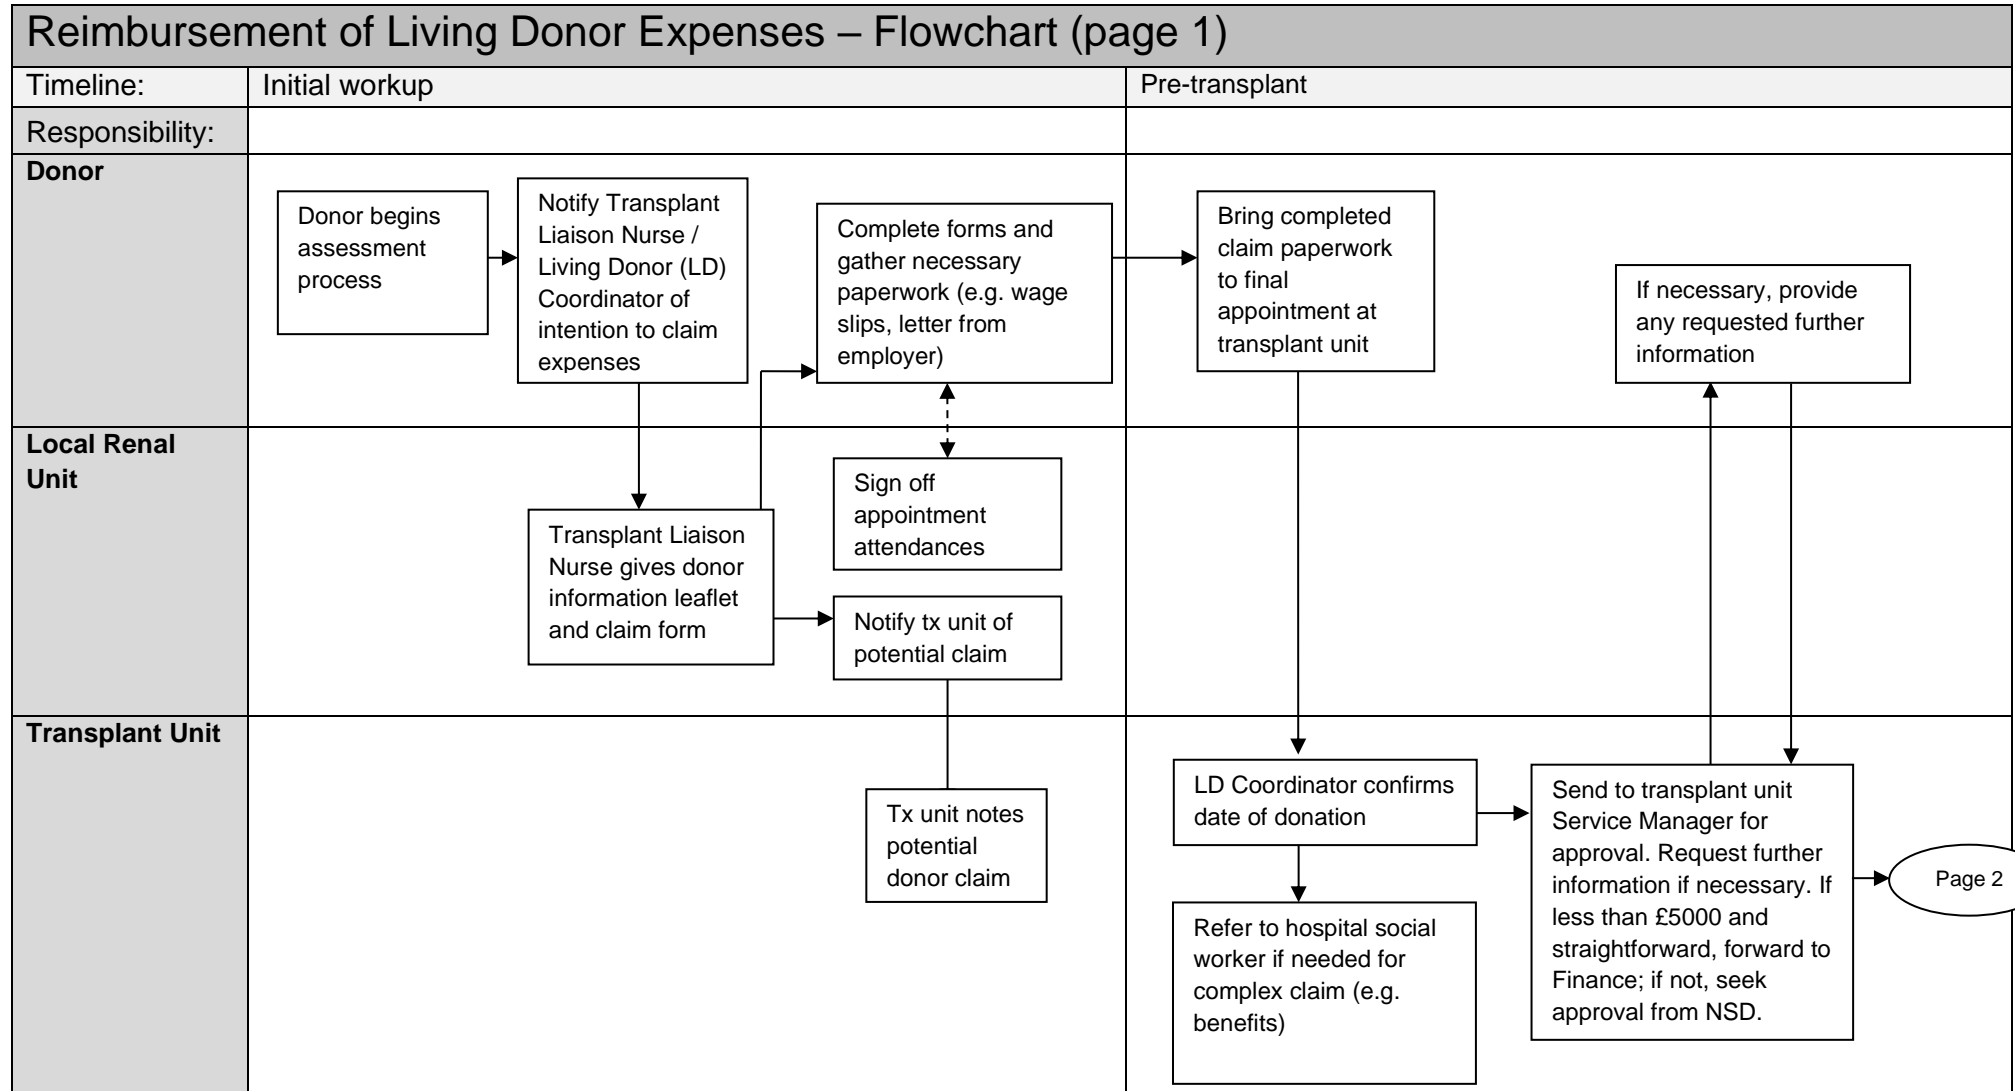 Reimbursement of Living Donor Expenses – Flowchart (page 1)
Timeline:
Initial workup
Pre-transplant
Responsibility:
Donor
Donor begins
assessment
process
Notify Transplant
Liaison Nurse /
Living Donor (LD)
Coordinator of
intention to claim
expenses
Complete forms and
gather necessary
paperwork (e.g. wage
slips, letter from
employer)
Bring completed
claim paperwork
to final
appointment at
transplant unit
If necessary, provide
any requested further
information
Local Renal
Unit
Transplant Liaison
Nurse gives donor
information leaflet
and claim form
Sign off
appointment
attendances
Notify tx unit of
potential claim
Transplant Unit
Tx unit notes
potential
donor claim
LD Coordinator confirms
date of donation
Refer to hospital social
worker if needed for
complex claim (e.g.
benefits)
Send to transplant unit
Service Manager for
approval. Request further
information if necessary. If
less than £5000 and
straightforward, forward to
Finance; if not, seek
approval from NSD.
Page 2